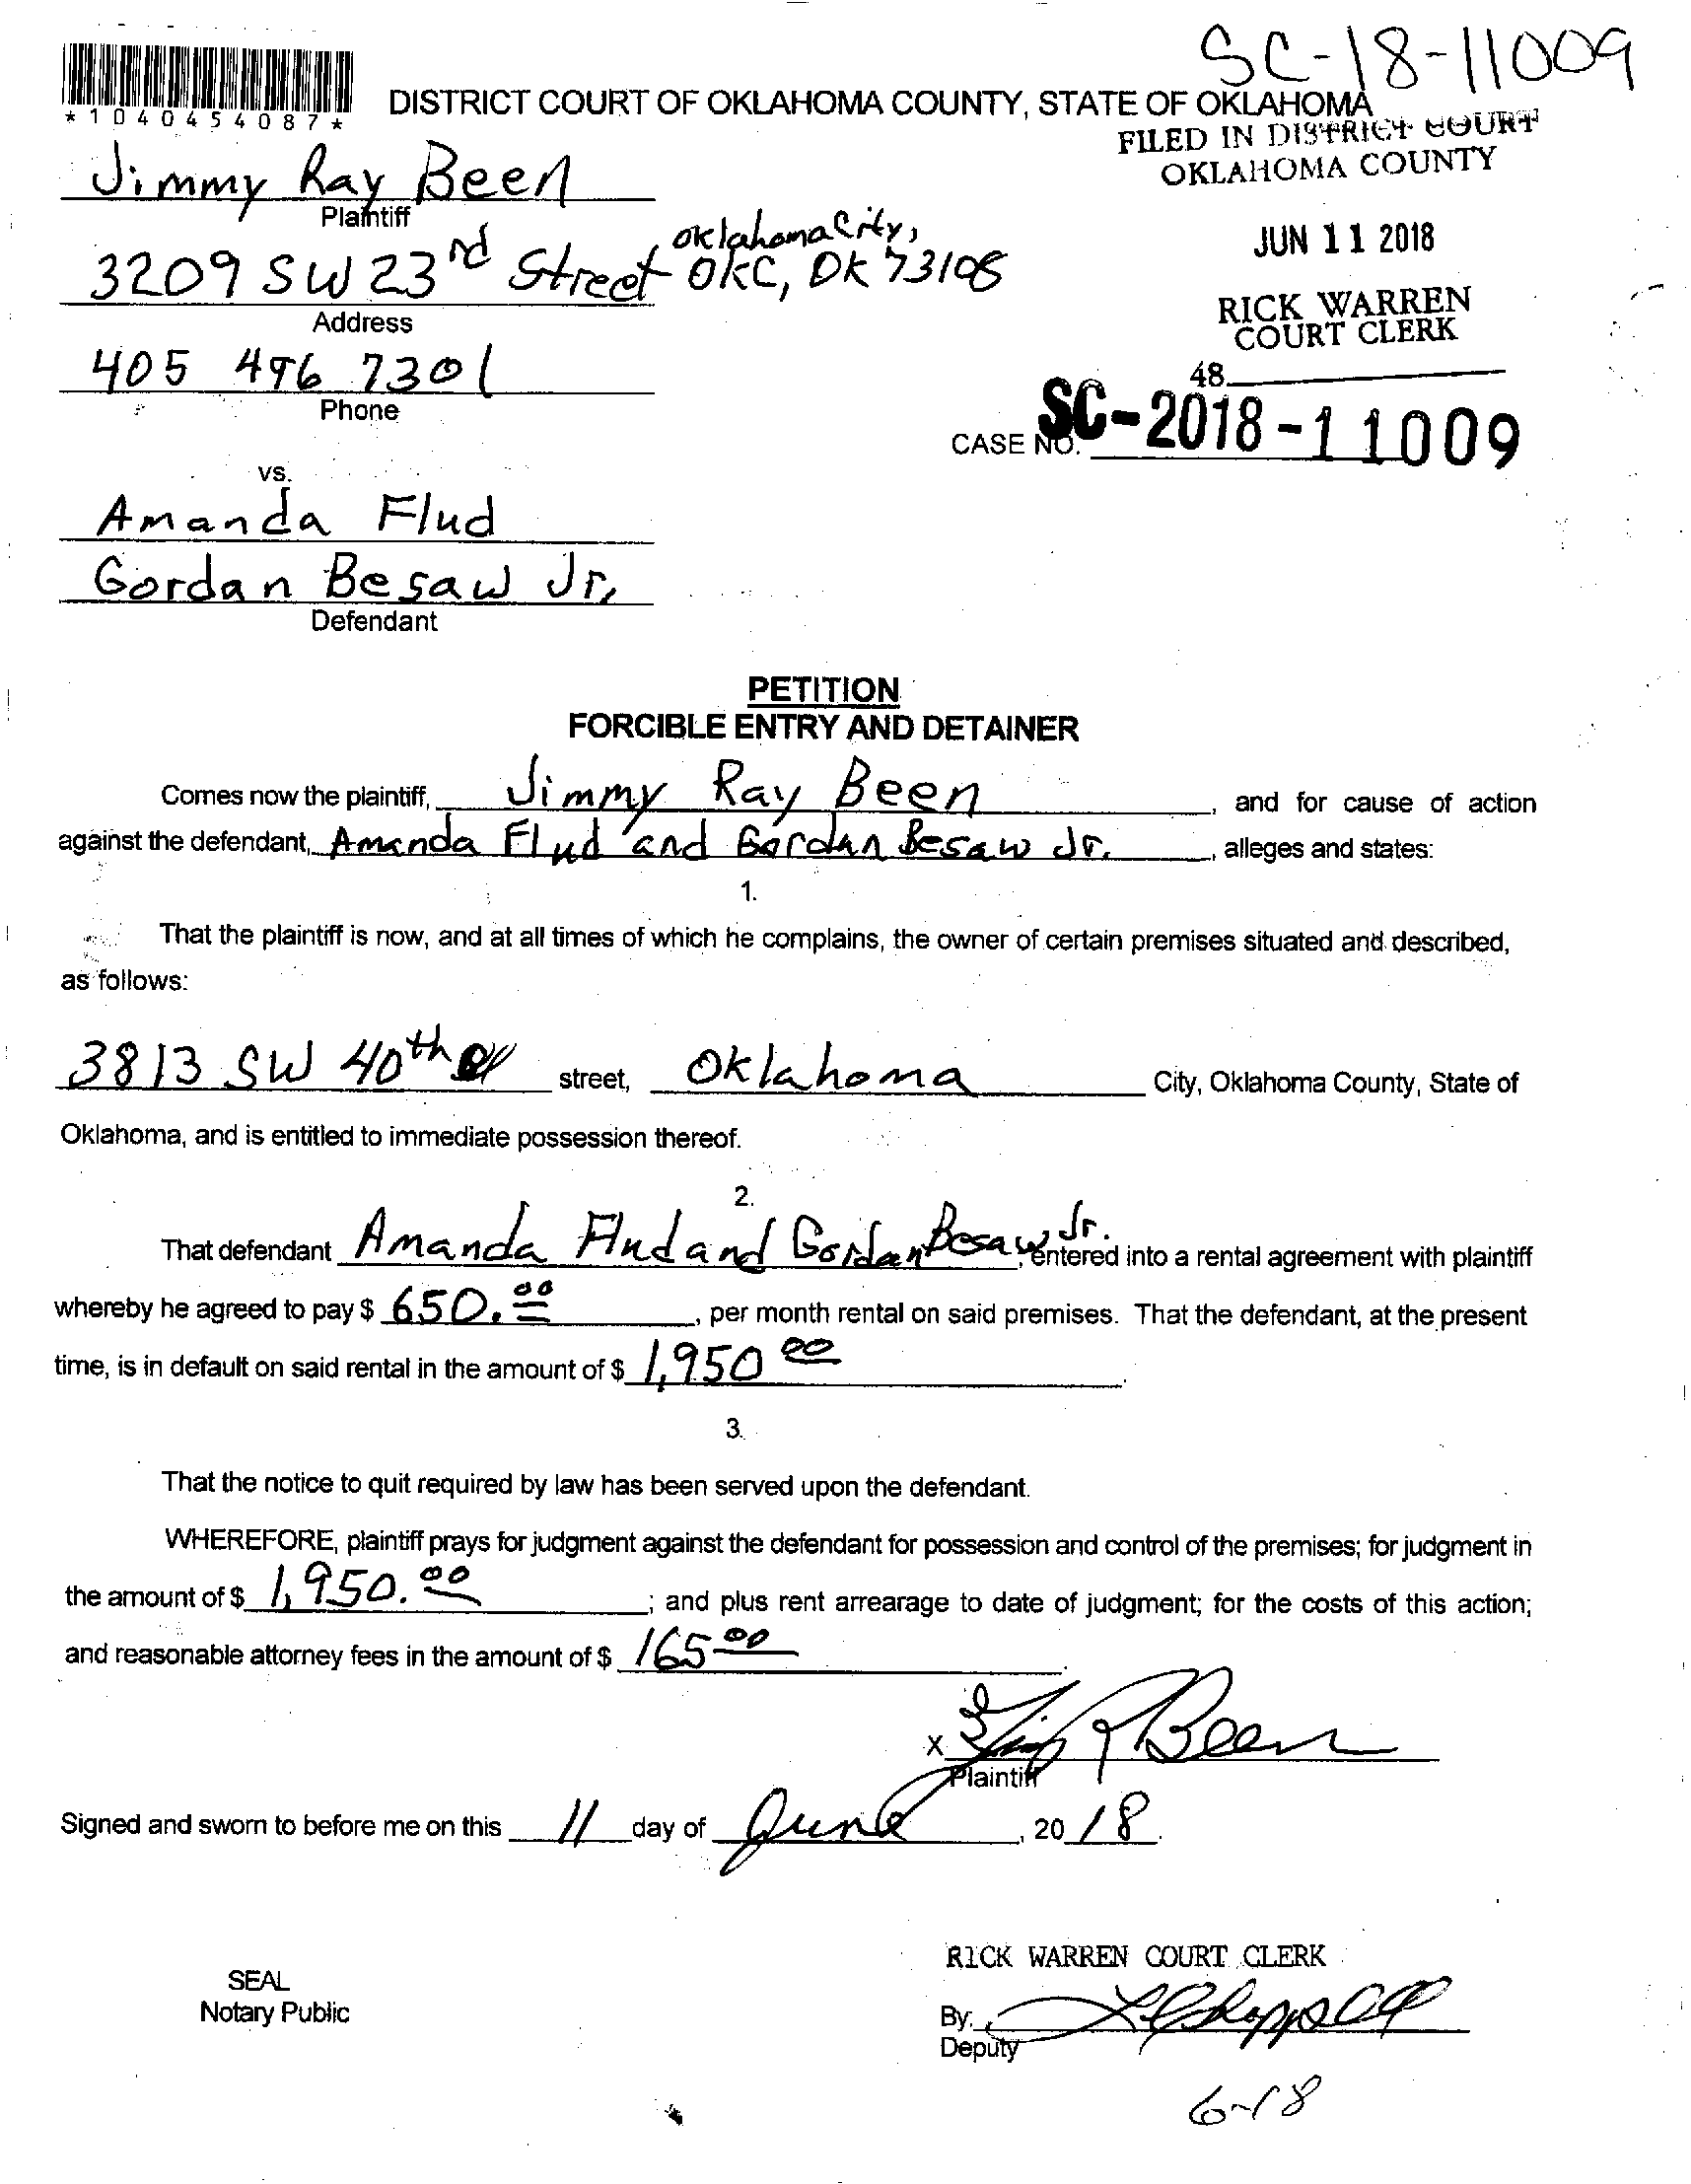 SC-18-11009
*1040454087*
DISTRICT COURT OF OKLAHOMA COUNTY, STATE OF OKLAHOMA
FILED IN DISTRICT COURT
OKLAHOMA COUNTY
Jimmy Ray Been
Plaintiff
JUN 11 2018
Oklahoma City,
3209 SW 23rd Street OKC, OK 73108
Address
RICK WARREN
COURT CLERK
405 496 7301
Phone
48
CASE NO. SC-2018-11009
vs.
Amanda Flud
Gordan Besaw Jr.
Defendant
PETITION
FORCIBLE ENTRY AND DETAINER
Comes now the plaintiff, Jimmy Ray Been, and for cause of action
against the defendant, Amanda Flud and Gordan Besaw Jr., alleges and states:
1.
That the plaintiff is now, and at all times of which he complains, the owner of certain premises situated and described,
as follows:
3813 SW 40th street, Oklahoma City, Oklahoma County, State of
Oklahoma, and is entitled to immediate possession thereof.
2.
That defendant Amanda Flud and Gordan Besaw Jr., entered into a rental agreement with plaintiff
whereby he agreed to pay $ 650.00, per month rental on said premises. That the defendant, at the present
time, is in default on said rental in the amount of $ 1,950 00.
3.
That the notice to quit required by law has been served upon the defendant.
WHEREFORE, plaintiff prays for judgment against the defendant for possession and control of the premises; for judgment in
the amount of $ 1,950.00; and plus rent arrearage to date of judgment; for the costs of this action;
and reasonable attorney fees in the amount of $ 165 00.
X R Been
Plaintiff
Signed and sworn to before me on this 11 day of June, 20 18.
RICK WARREN COURT CLERK
SEAL
Notary Public
By:
Deputy
6-18